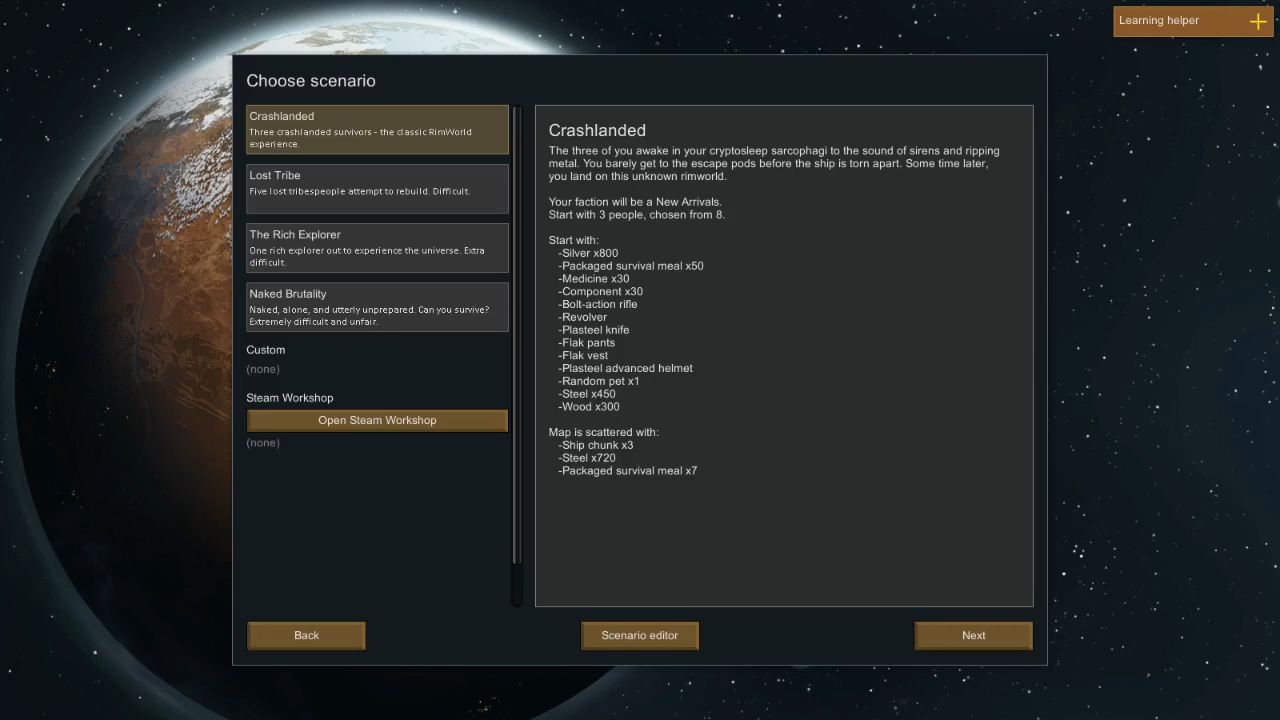 Learning helper
Choose scenario
Crashlanded
Three crashlanded survivors - the classic RimWorld
experience.
Lost Tribe
Five lost tribespeople attempt to rebuild. Difficult.
The Rich Explorer
One rich explorer out to experience the universe. Extra
difficult.
Naked Brutality
Naked, alone, and utterly unprepared. Can you survive?
Extremely difficult and unfair.
Custom
(none)
Steam Workshop
Open Steam Workshop
(none)
Crashlanded
The three of you awake in your cryptosleep sarcophagi to the sound of sirens and ripping
metal. You barely get to the escape pods before the ship is torn apart. Some time later,
you land on this unknown rimworld.
Your faction will be a New Arrivals.
Start with 3 people, chosen from 8.
Start with:
-Silver x800
-Packaged survival meal x50
-Medicine x30
-Component x30
-Bolt-action rifle
-Revolver
-Plasteel knife
-Flak pants
-Flak vest
-Plasteel advanced helmet
-Random pet x1
-Steel x450
-Wood x300
Map is scattered with:
-Ship chunk x3
-Steel x720
-Packaged survival meal x7
Back
Scenario editor
Next